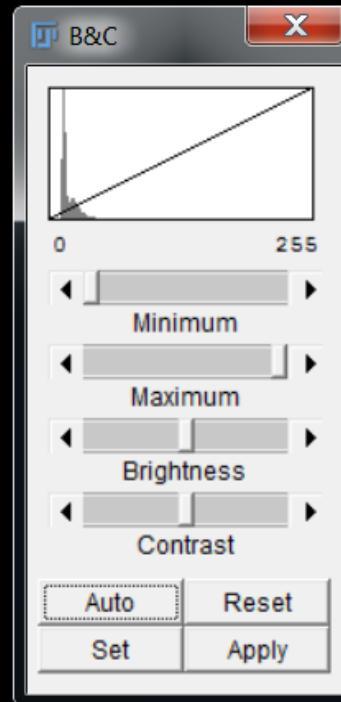 B&C
0 255
Minimum
Maximum
Brightness
Contrast
Auto Reset
Set Apply